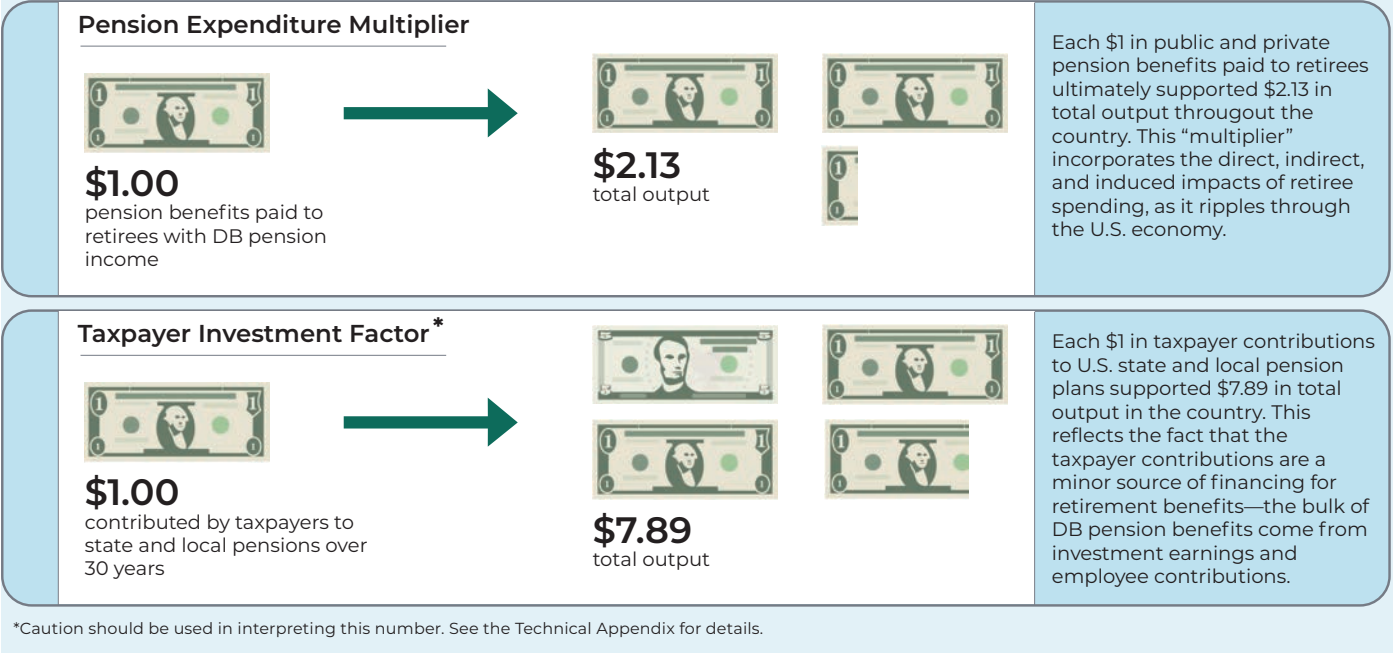 Pension Expenditure Multiplier
$1.00
pension benefits paid to
retirees with DB pension
income
$2.13
total output
Each $1 in public and private
pension benefits paid to retirees
ultimately supported $2.13 in
total output througout the
country. This “multiplier”
incorporates the direct, indirect,
and induced impacts of retiree
spending, as it ripples through
the U.S. economy.
Taxpayer Investment Factor*
$1.00
contributed by taxpayers to
state and local pensions over
30 years
$7.89
total output
Each $1 in taxpayer contributions
to U.S. state and local pension
plans supported $7.89 in total
output in the country. This
reflects the fact that the
taxpayer contributions are a
minor source of financing for
retirement benefits—the bulk of
DB pension benefits come from
investment earnings and
employee contributions.
*Caution should be used in interpreting this number. See the Technical Appendix for details.